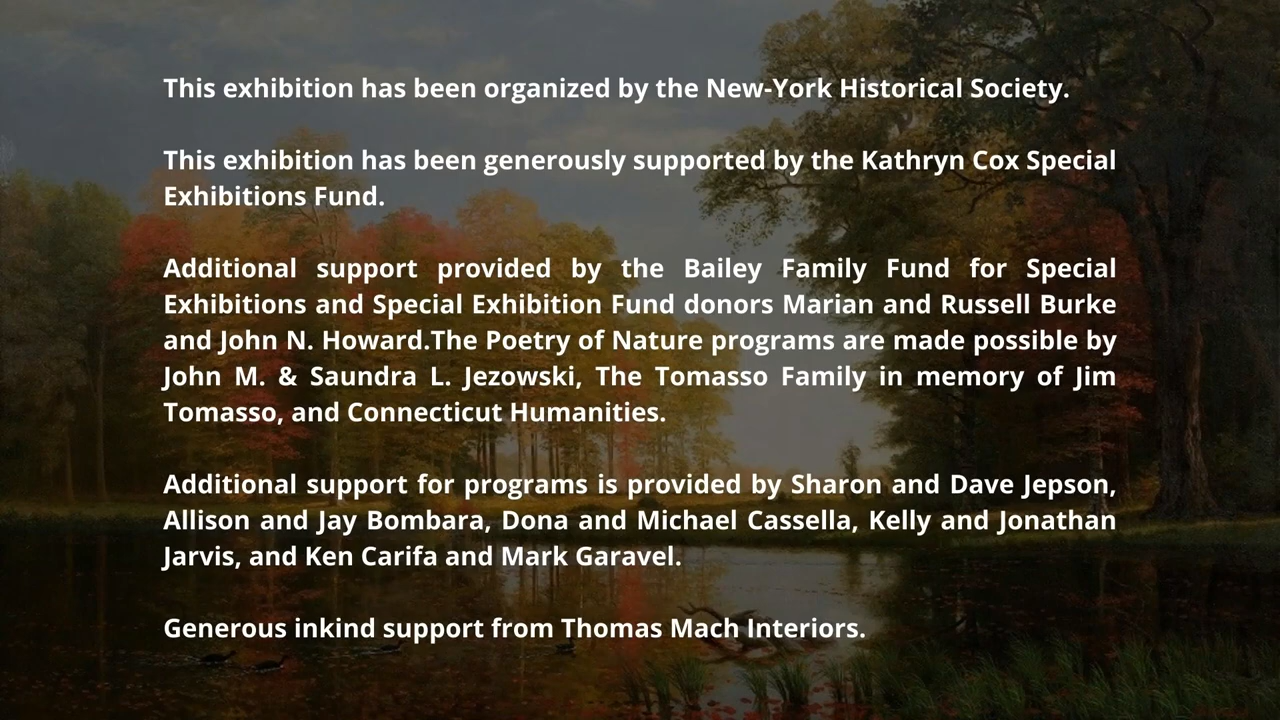 This exhibition has been organized by the New-York Historical Society.
This exhibition has been generously supported by the Kathryn Cox Special
Exhibitions Fund.
Additional support provided by the Bailey Family Fund for Special
Exhibitions and Special Exhibition Fund donors Marian and Russell Burke
and John N. Howard.The Poetry of Nature programs are made possible by
John M. & Saundra L. Jezowski, The Tomasso Family in memory of Jim
Tomasso, and Connecticut Humanities.
Additional support for programs is provided by Sharon and Dave Jepson,
Allison and Jay Bombara, Dona and Michael Cassella, Kelly and Jonathan
Jarvis, and Ken Carifa and Mark Garavel.
Generous inkind support from Thomas Mach Interiors.